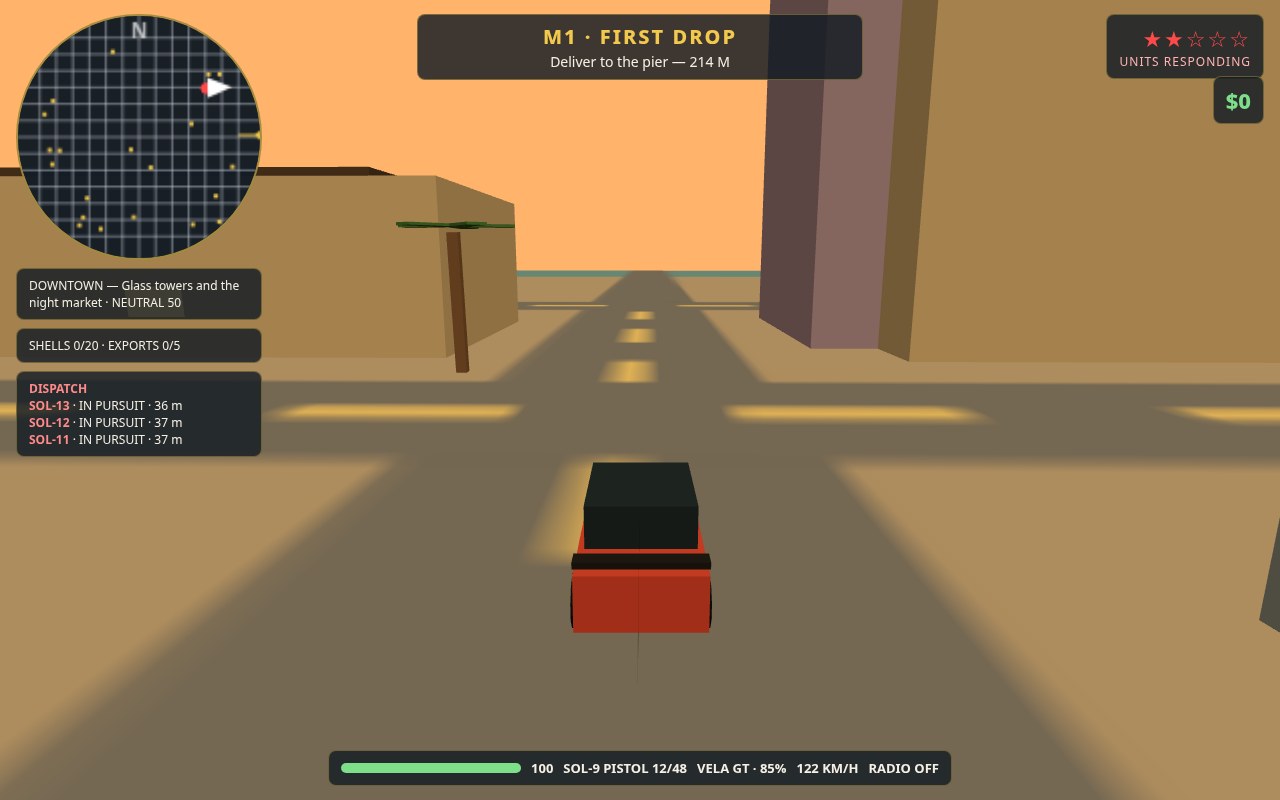 N
M1 · FIRST DROP
Deliver to the pier — 214 M
★★☆☆☆
UNITS RESPONDING
$0
DOWNTOWN — Glass towers and the
night market · NEUTRAL 50
SHELLS 0/20 · EXPORTS 0/5
DISPATCH
SOL-13 · IN PURSUIT · 36 m
SOL-12 · IN PURSUIT · 37 m
SOL-11 · IN PURSUIT · 37 m
100 SOL-9 PISTOL 12/48 VELA GT · 85% 122 KM/H RADIO OFF